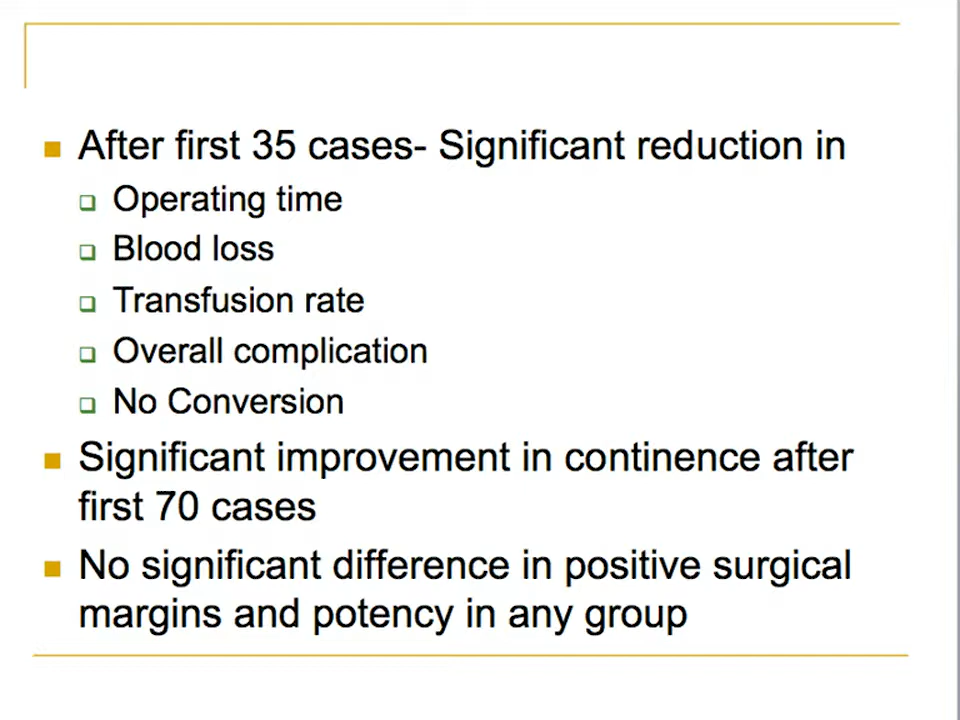 After first 35 cases- Significant reduction in
Operating time
Blood loss
Transfusion rate
Overall complication
No Conversion
Significant improvement in continence after
first 70 cases
No significant difference in positive surgical
margins and potency in any group